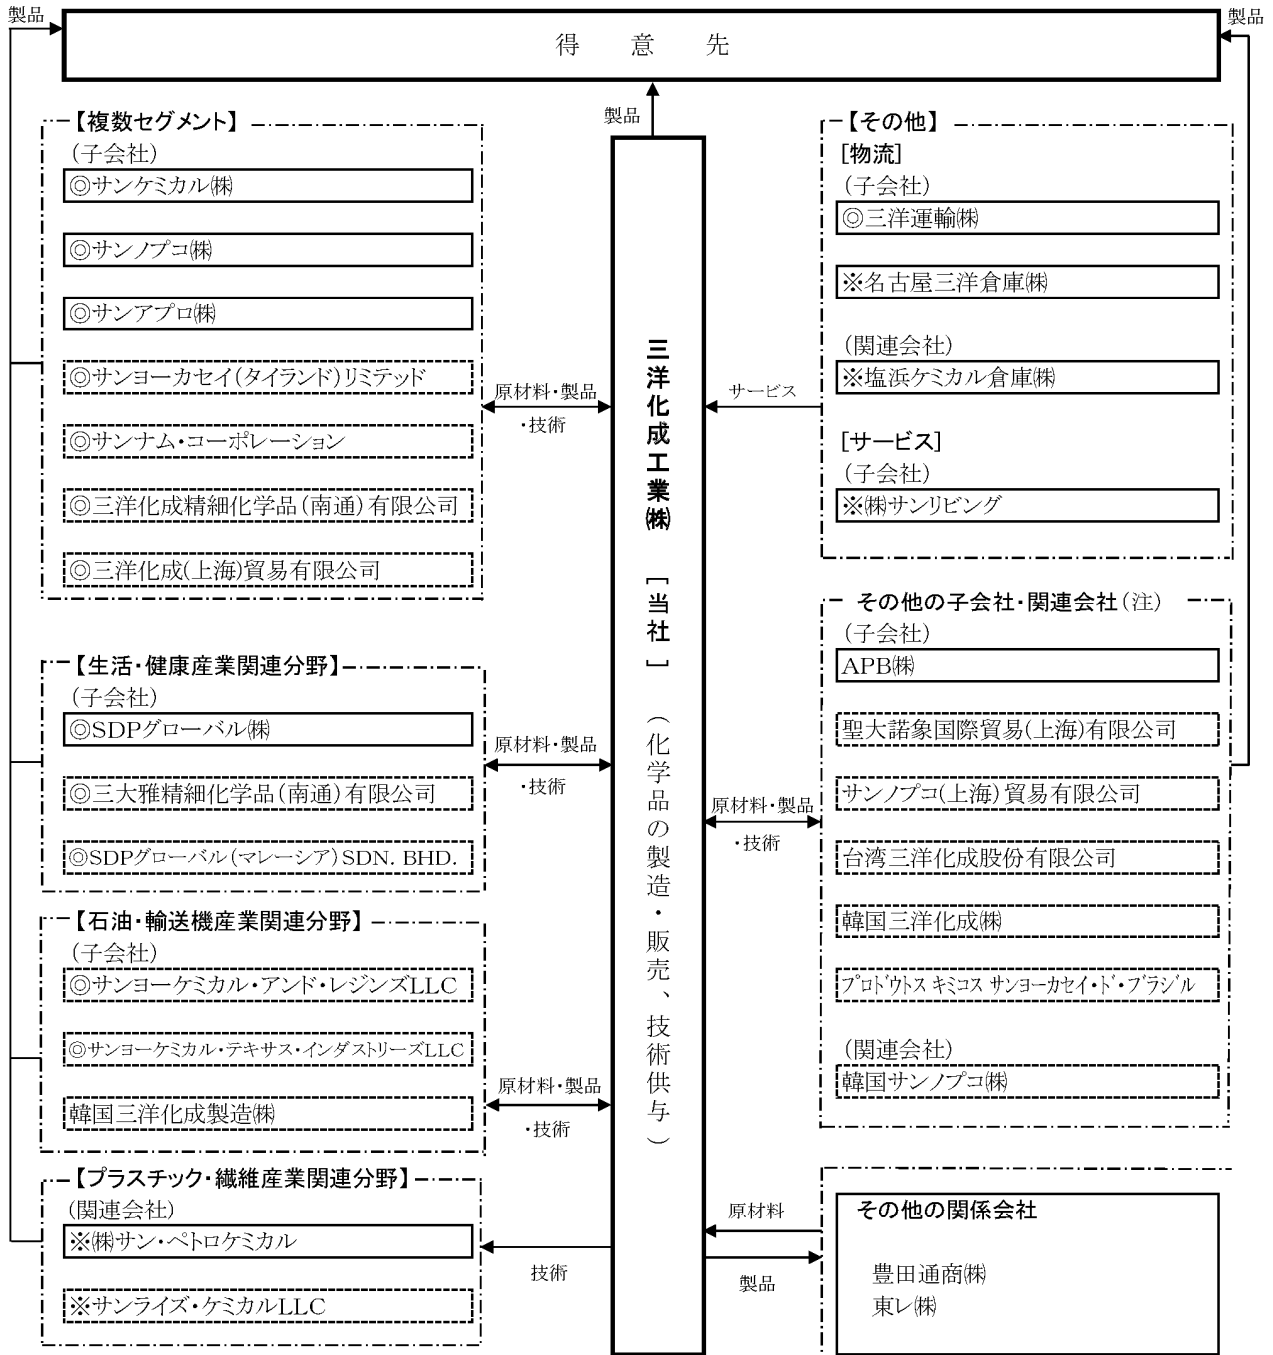 製品
製品
得意先
製品
【複数セグメント】
(子会社)
◎サンケミカル㈱
◎サンノプコ㈱
◎サンアプロ㈱
◎サンヨーカセイ(タイランド)リミテッド
◎サンナム・コーポレーション
◎三洋化成精細化学品(南通)有限公司
◎三洋化成(上海)貿易有限公司
原材料・製品
・技術
【生活・健康産業関連分野】
(子会社)
◎SDPグローバル㈱
◎三大雅精細化学品(南通)有限公司
◎SDPグローバル(マレーシア)SDN. BHD.
原材料・製品
・技術
【石油・輸送機産業関連分野】
(子会社)
◎サンヨーケミカル・アンド・レジンズLLC
◎サンヨーケミカル・テキサス・インダストリーズLLC
韓国三洋化成製造㈱
原材料・製品
・技術
【プラスチック・繊維産業関連分野】
(関連会社)
※㈱サン・ペトロケミカル
※サンライズ・ケミカルLLC
技術
三洋化成工業㈱ [当社] (化学品の製造・販売、技術供与)
【その他】
[物流]
(子会社)
◎三洋運輸㈱
※名古屋三洋倉庫㈱
(関連会社)
※塩浜ケミカル倉庫㈱
[サービス]
(子会社)
※㈱サンリビング
サービス
その他の子会社・関連会社(注)
(子会社)
APB㈱
聖大諾象国際貿易(上海)有限公司
サンノプコ(上海)貿易有限公司
台湾三洋化成股份有限公司
韓国三洋化成㈱
プロドゥトス キミコス サンヨーカセイ・ド・ブラジル
(関連会社)
韓国サンノプコ㈱
原材料・製品
・技術
その他の関係会社
豊田通商㈱
東レ㈱
原材料
製品